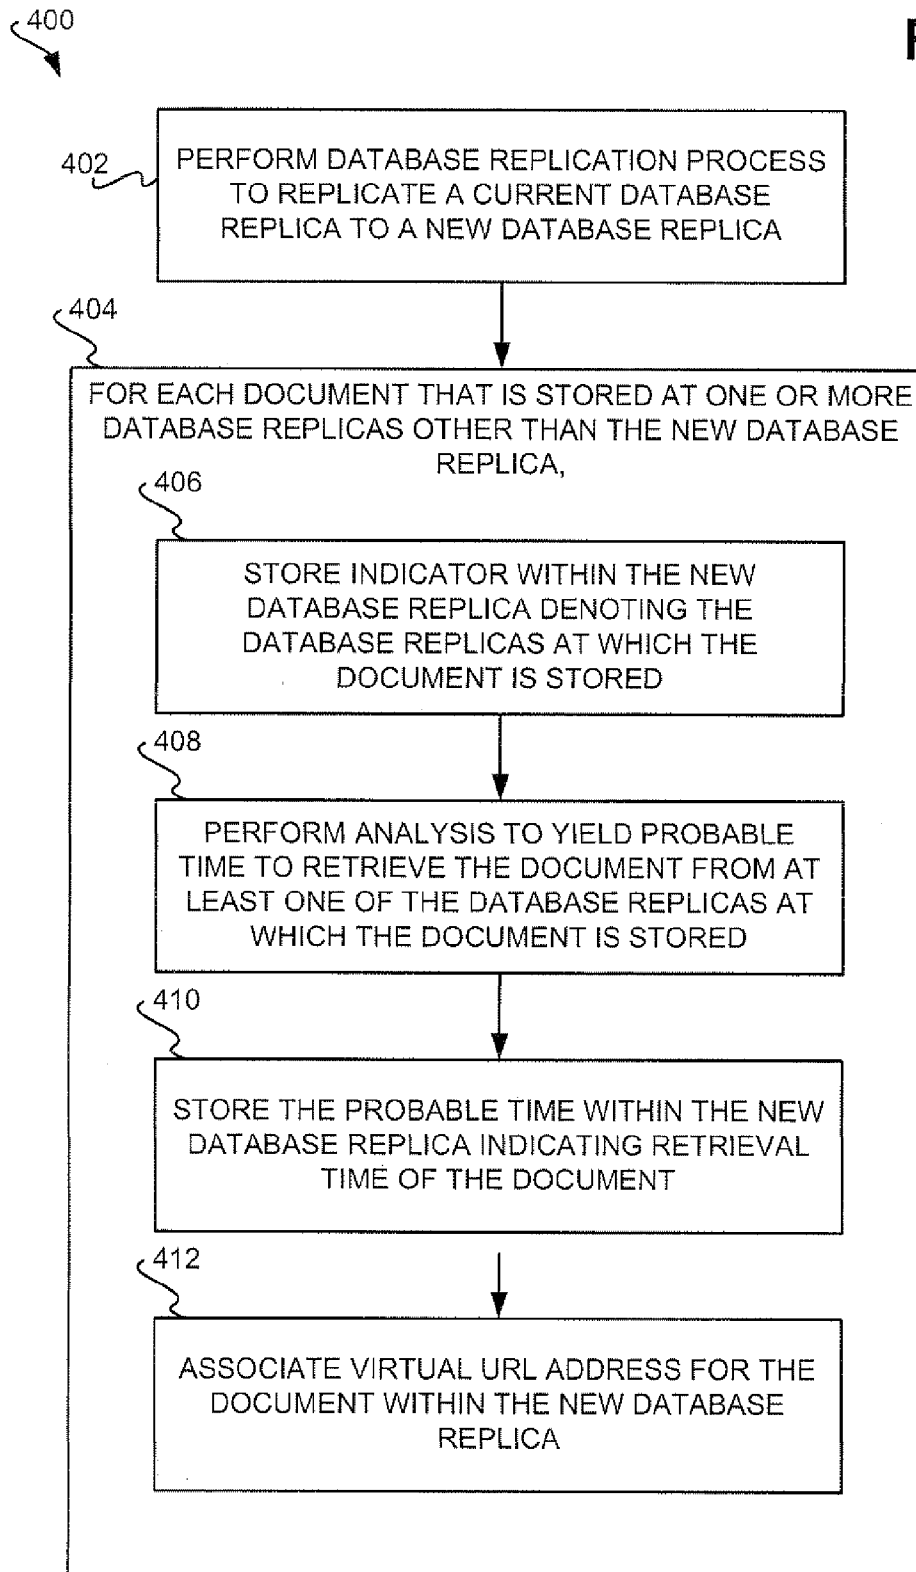 400
402
PERFORM DATABASE REPLICATION PROCESS
TO REPLICATE A CURRENT DATABASE
REPLICA TO A NEW DATABASE REPLICA
404
FOR EACH DOCUMENT THAT IS STORED AT ONE OR MORE
DATABASE REPLICAS OTHER THAN THE NEW DATABASE
REPLICA,
406
STORE INDICATOR WITHIN THE NEW
DATABASE REPLICA DENOTING THE
DATABASE REPLICAS AT WHICH THE
DOCUMENT IS STORED
408
PERFORM ANALYSIS TO YIELD PROBABLE
TIME TO RETRIEVE THE DOCUMENT FROM AT
LEAST ONE OF THE DATABASE REPLICAS AT
WHICH THE DOCUMENT IS STORED
410
STORE THE PROBABLE TIME WITHIN THE NEW
DATABASE REPLICA INDICATING RETRIEVAL
TIME OF THE DOCUMENT
412
ASSOCIATE VIRTUAL URL ADDRESS FOR THE
DOCUMENT WITHIN THE NEW DATABASE
REPLICA